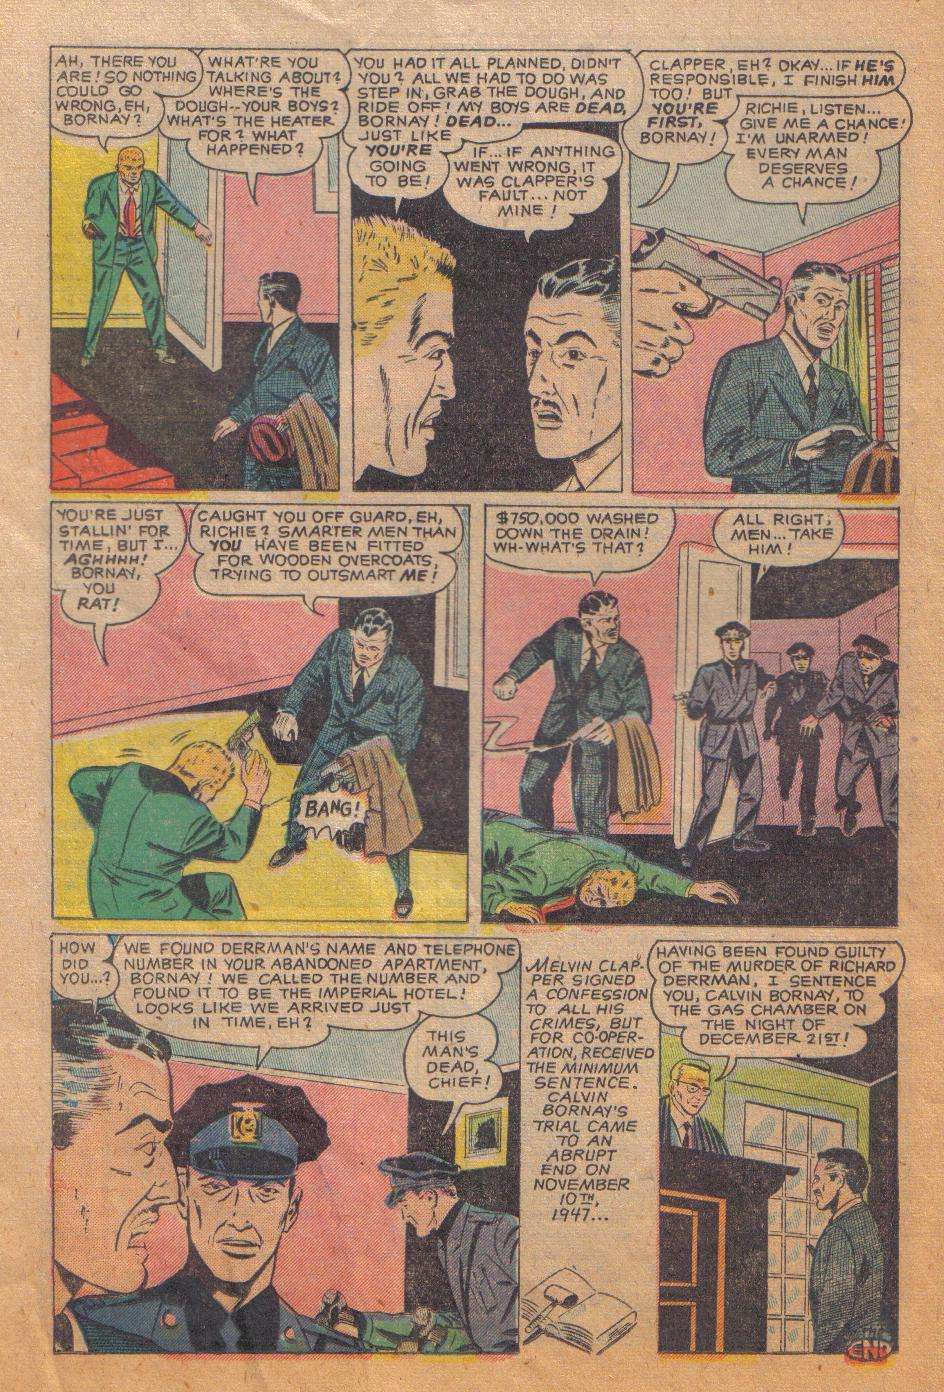 AH, THERE YOU
ARE! SO NOTHING
COULD GO
WRONG, EH,
BORNAY?
WHAT'RE YOU
TALKING ABOUT?
WHERE'S THE
DOUGH--YOUR BOYS?
WHAT'S THE HEATER
FOR? WHAT
HAPPENED?
YOU HAD IT ALL PLANNED, DIDN'T
YOU? ALL WE HAD TO DO WAS
STEP IN, GRAB THE DOUGH, AND
RIDE OFF! MY BOYS ARE DEAD,
BORNAY! DEAD...
JUST LIKE
YOU'RE
GOING
TO BE!
IF...IF ANYTHING
WENT WRONG, IT
WAS CLAPPER'S
FAULT... NOT
MINE!
CLAPPER, EH? OKAY...IF HE'S
RESPONSIBLE, I FINISH HIM
TOO! BUT
YOU'RE
FIRST,
BORNAY!
RICHIE, LISTEN...
GIVE ME A CHANCE!
I'M UNARMED!
EVERY MAN
DESERVES
A CHANCE!
YOU'RE JUST
STALLIN' FOR
TIME, BUT I...
AGHHHH!
BORNAY,
YOU
RAT!
CAUGHT YOU OFF GUARD, EH,
RICHIE? SMARTER MEN THAN
YOU HAVE BEEN FITTED
FOR WOODEN OVERCOATS,
TRYING TO OUTSMART ME!
BANG!
$750,000 WASHED
DOWN THE DRAIN!
WH-WHAT'S THAT?
ALL RIGHT,
MEN...TAKE
HIM!
HOW
DID
YOU...?
WE FOUND DERRMAN'S NAME AND TELEPHONE
NUMBER IN YOUR ABANDONED APARTMENT,
BORNAY! WE CALLED THE NUMBER AND
FOUND IT TO BE THE IMPERIAL HOTEL!
LOOKS LIKE WE ARRIVED JUST
IN TIME, EH?
THIS
MAN'S
DEAD,
CHIEF!
MELVIN CLAP-
PER SIGNED
A CONFESSION
TO ALL HIS
CRIMES, BUT
FOR CO-OPER-
ATION, RECEIVED
THE MINIMUM
SENTENCE.
CALVIN
BORNAY'S
TRIAL CAME
TO AN
ABRUPT
END ON
NOVEMBER
10TH,
1947...
HAVING BEEN FOUND GUILTY
OF THE MURDER OF RICHARD
DERRMAN, I SENTENCE
YOU, CALVIN BORNAY, TO
THE GAS CHAMBER ON
THE NIGHT OF
DECEMBER 21ST!
END